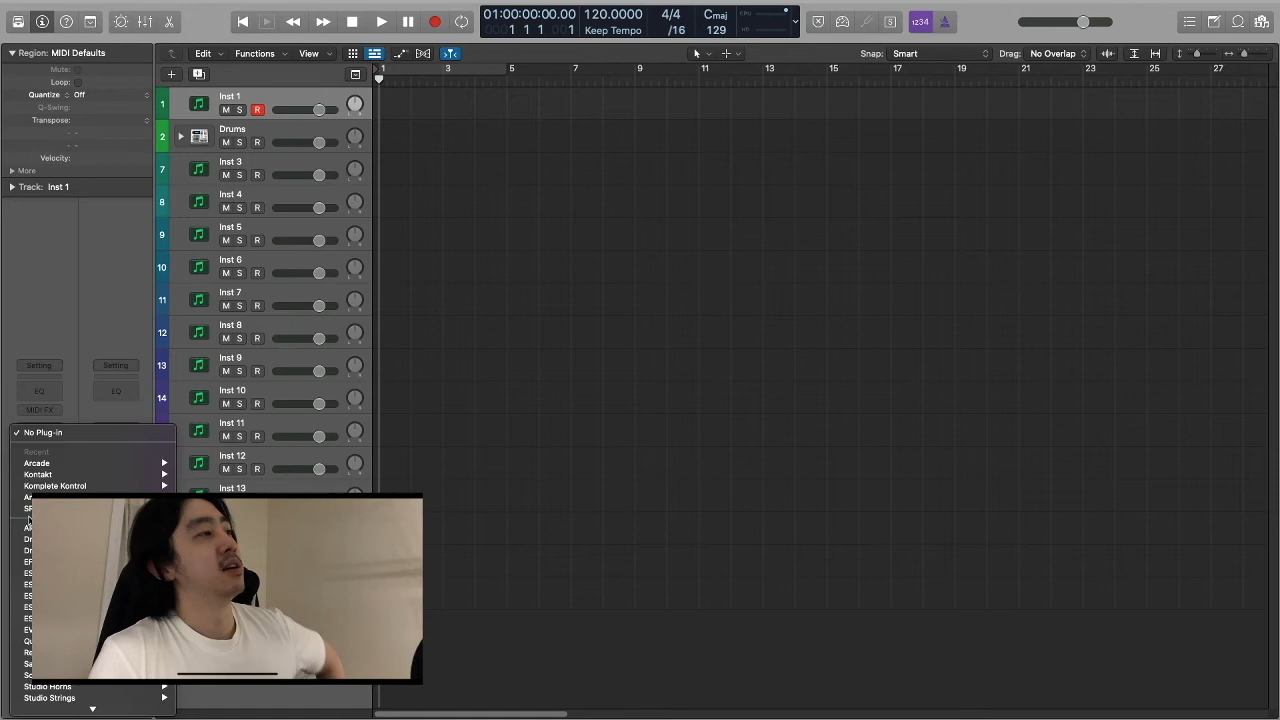 Region: MIDI Defaults
Mute:
Loop:
Quantize Off
Q-Swing:
Transpose:
Velocity:
More
Track: Inst 1
Setting Setting
EQ EQ
MIDI FX
No Plug-in
Recent
Arcade
Kontakt
Komplete Kontrol
Studio Horns
Studio Strings
01:00:00:00.00
1 1 1 1
120.0000
Keep Tempo
4/4
/16
Cmaj
129
CPU
1234
S
Edit Functions View
Snap: Smart
Drag: No Overlap
1 3 5 7 9 11 13 15 17 19 21 23 25 27
1 Inst 1
M S R
2 Drums
M S R
7 Inst 3
M S R
8 Inst 4
M S R
9 Inst 5
M S R
10 Inst 6
M S R
11 Inst 7
M S R
12 Inst 8
M S R
13 Inst 9
M S R
14 Inst 10
M S R
Inst 11
M S R
Inst 12
M S R
Inst 13